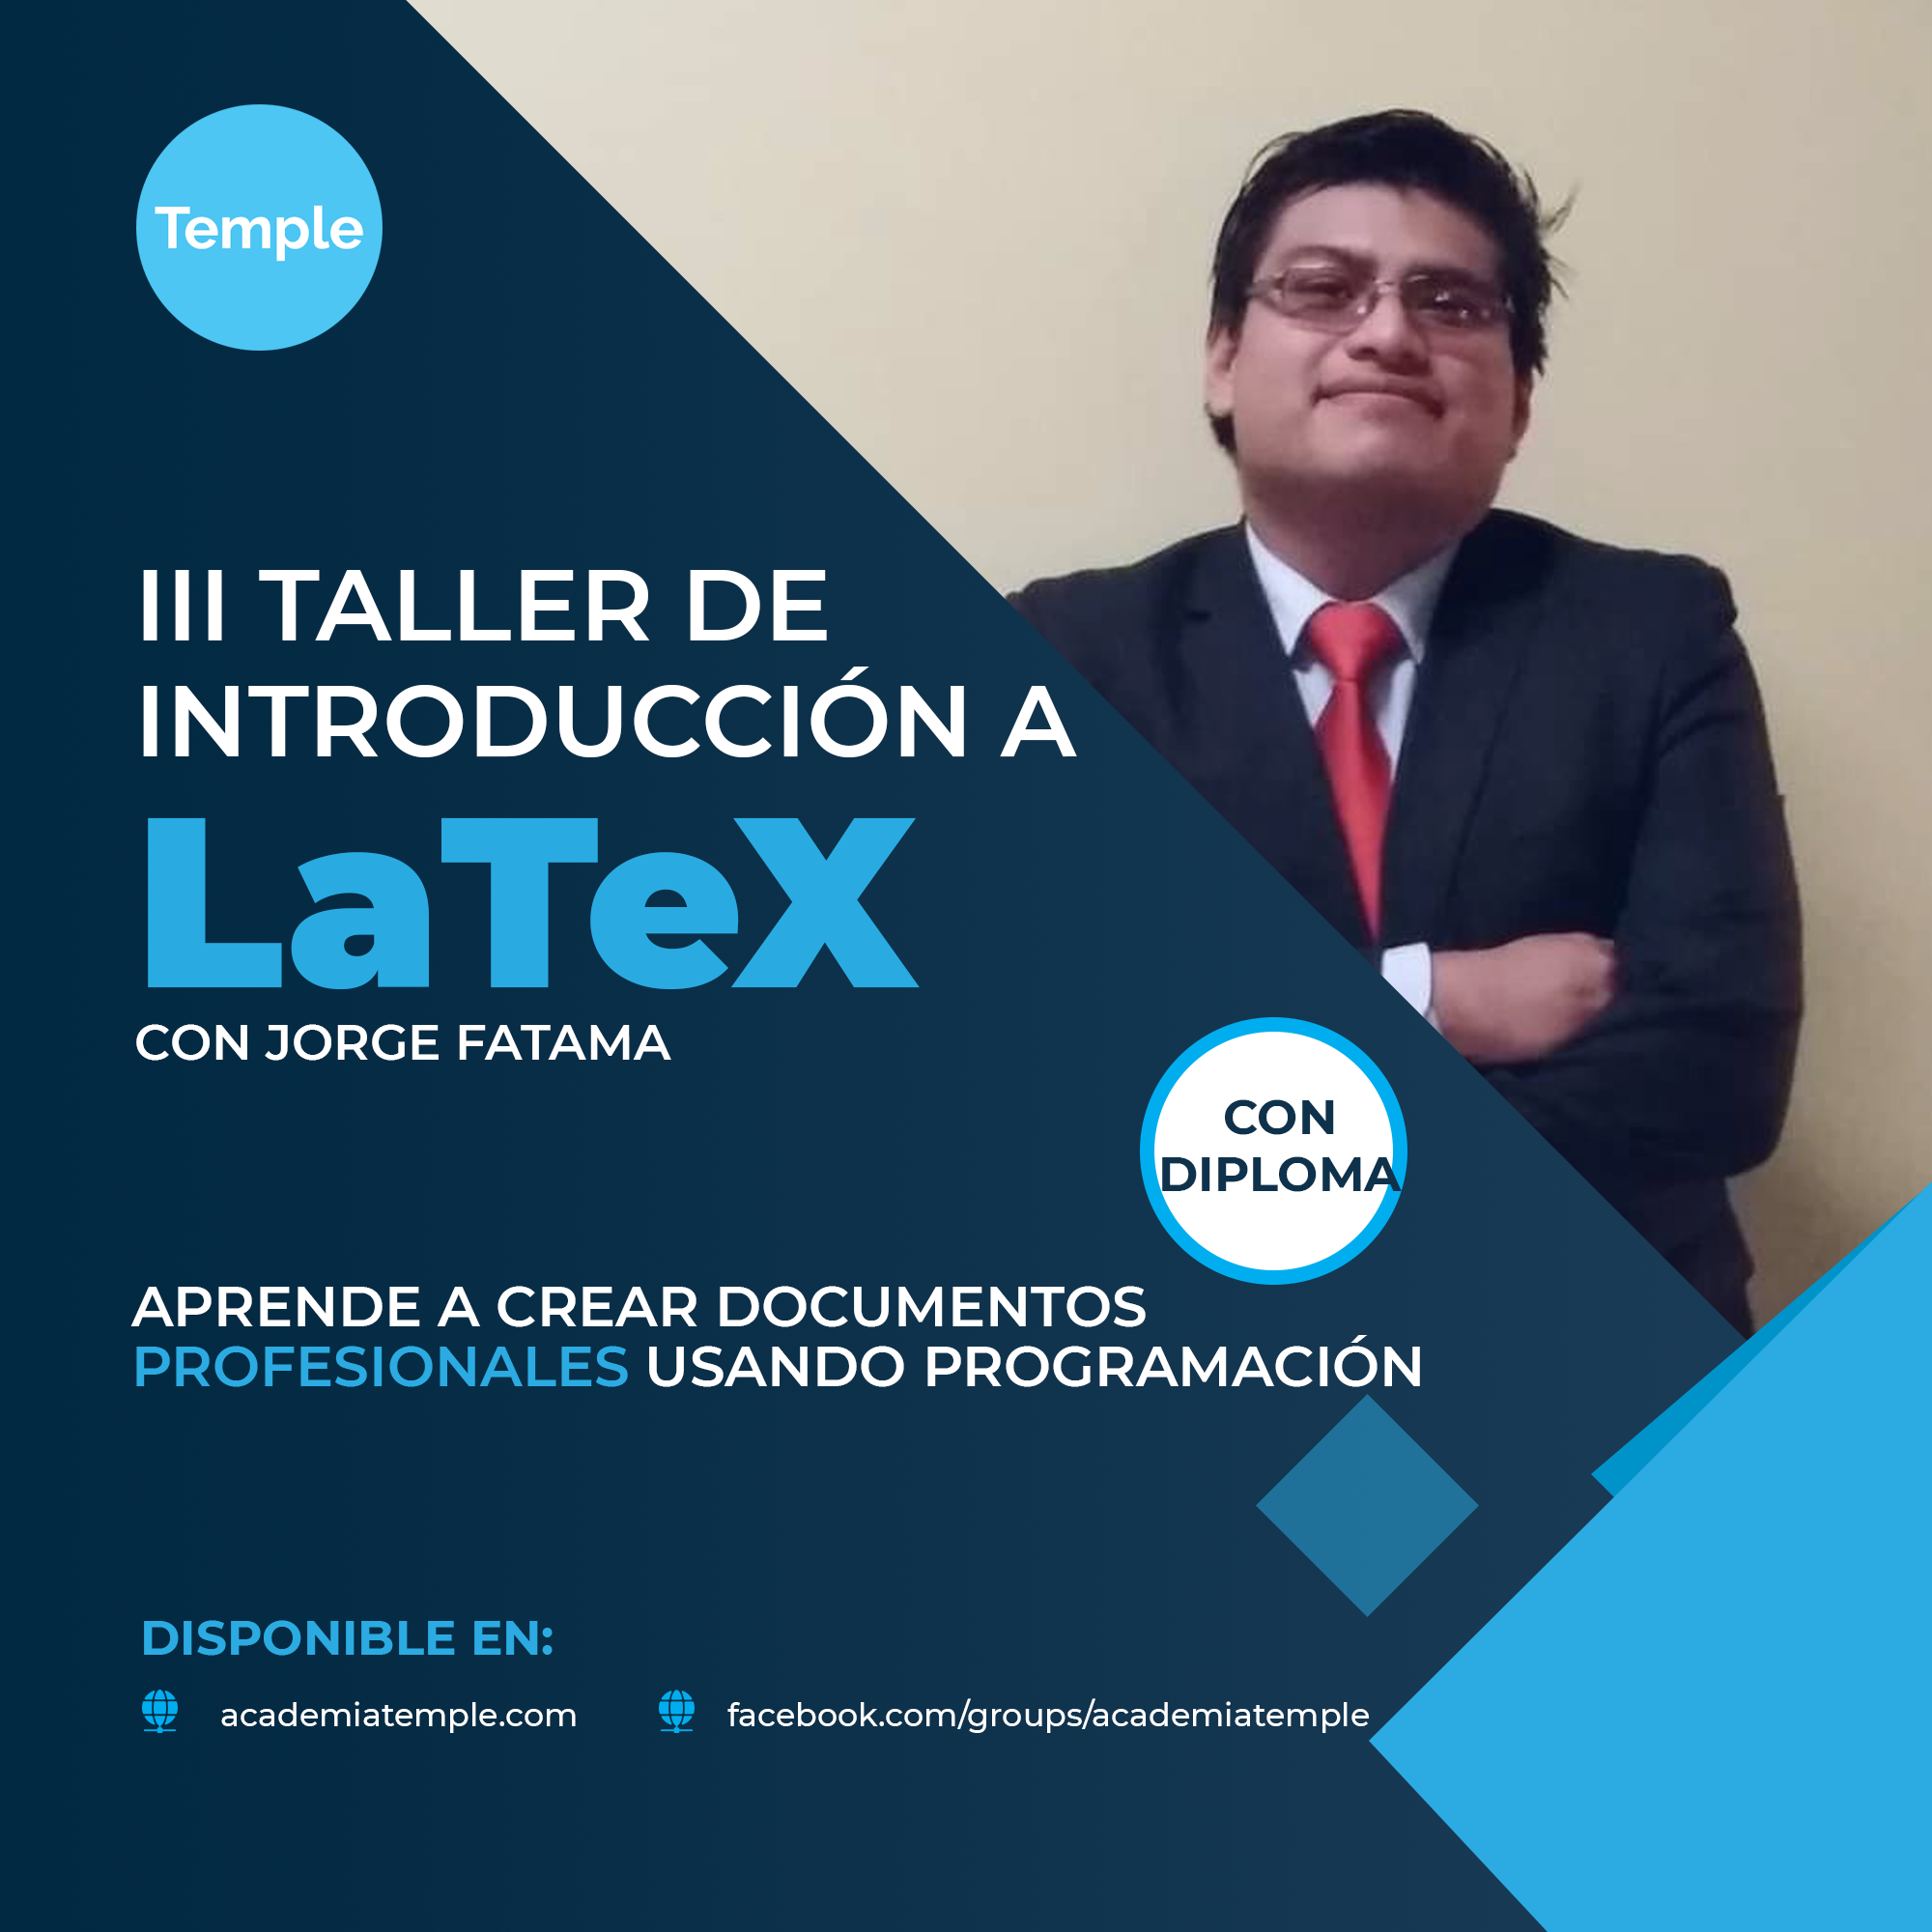 Temple
III TALLER DE
INTRODUCCIÓN A
LaTeX
CON JORGE FATAMA
CON
DIPLOMA
APRENDE A CREAR DOCUMENTOS
PROFESIONALES USANDO PROGRAMACIÓN
DISPONIBLE EN:
academiatemple.com
facebook.com/groups/academiatemple